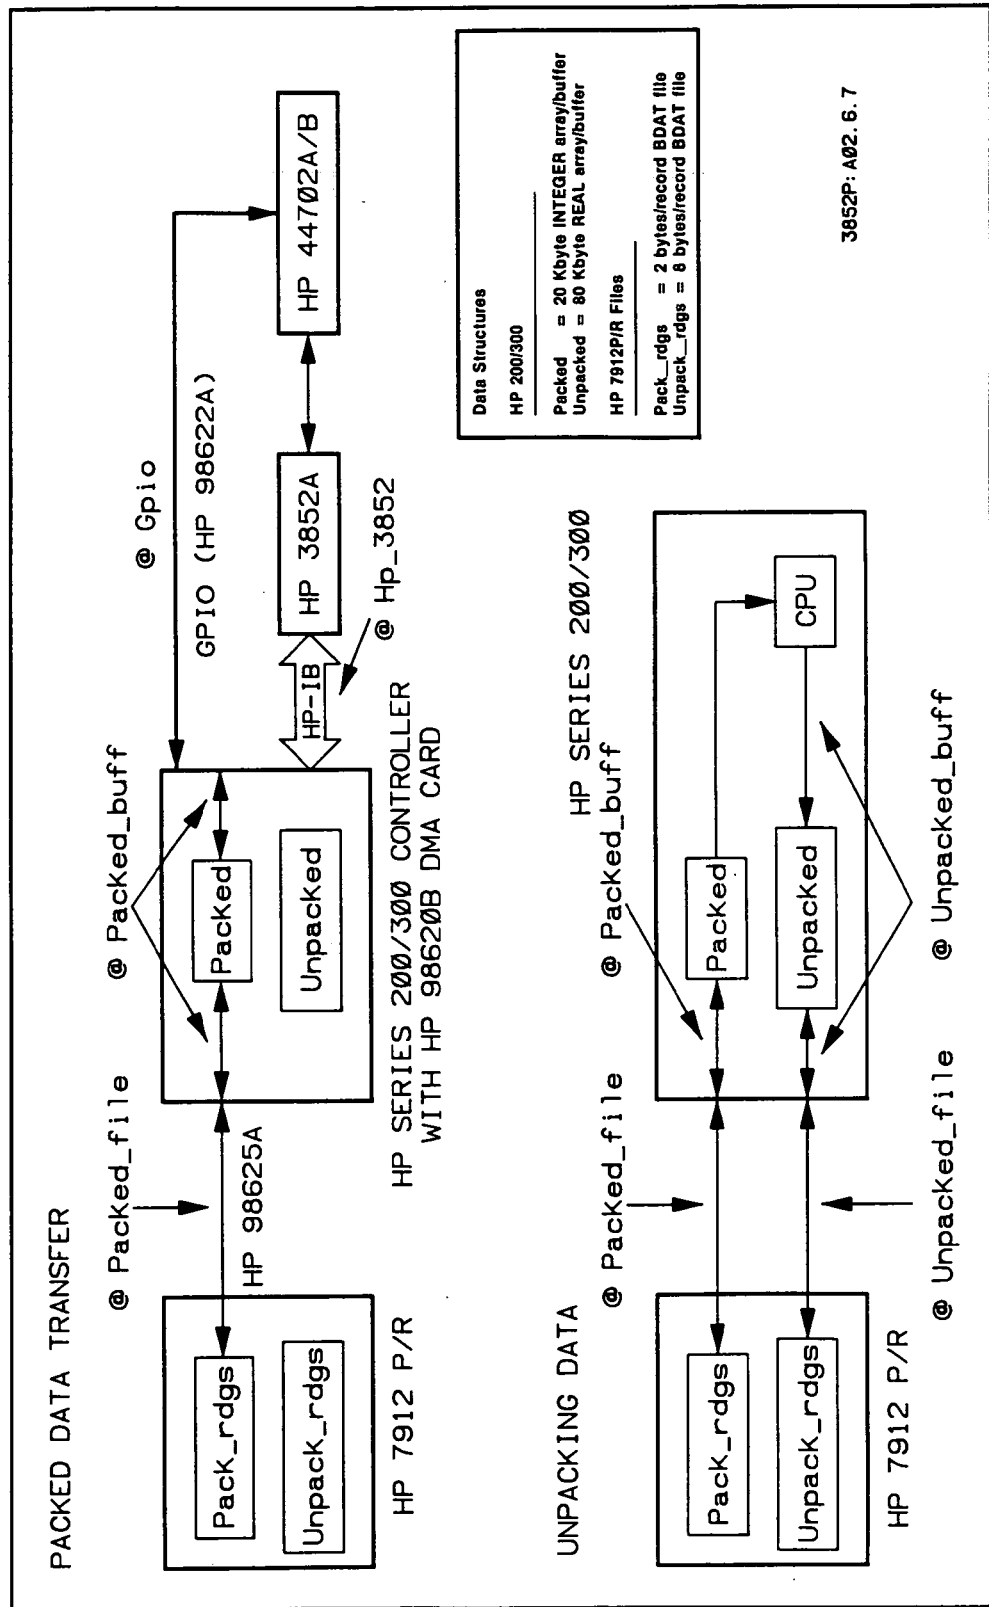 PACKED DATA TRANSFER
@ Packed_file
@ Packed_buff
@ Gpio
GPIO (HP 98622A)
Pack_rdgs
Unpack_rdgs
HP 7912 P/R
HP 98625A
Packed
Unpacked
HP-IB
HP 3852A
HP 44702A/B
@ Hp_3852
HP SERIES 200/300 CONTROLLER
WITH HP 98620B DMA CARD
UNPACKING DATA
@ Packed_file
@ Packed_buff
HP SERIES 200/300
Pack_rdgs
Unpack_rdgs
HP 7912 P/R
Packed
Unpacked
CPU
@ Unpacked_file
@ Unpacked_buff
Data Structures
HP 200/300
Packed = 20 Kbyte INTEGER array/buffer
Unpacked = 80 Kbyte REAL array/buffer
HP 7912P/R Files
Pack__rdgs = 2 bytes/record BDAT file
Unpack__rdgs = 8 bytes/record BDAT file
3852P: A02.6.7